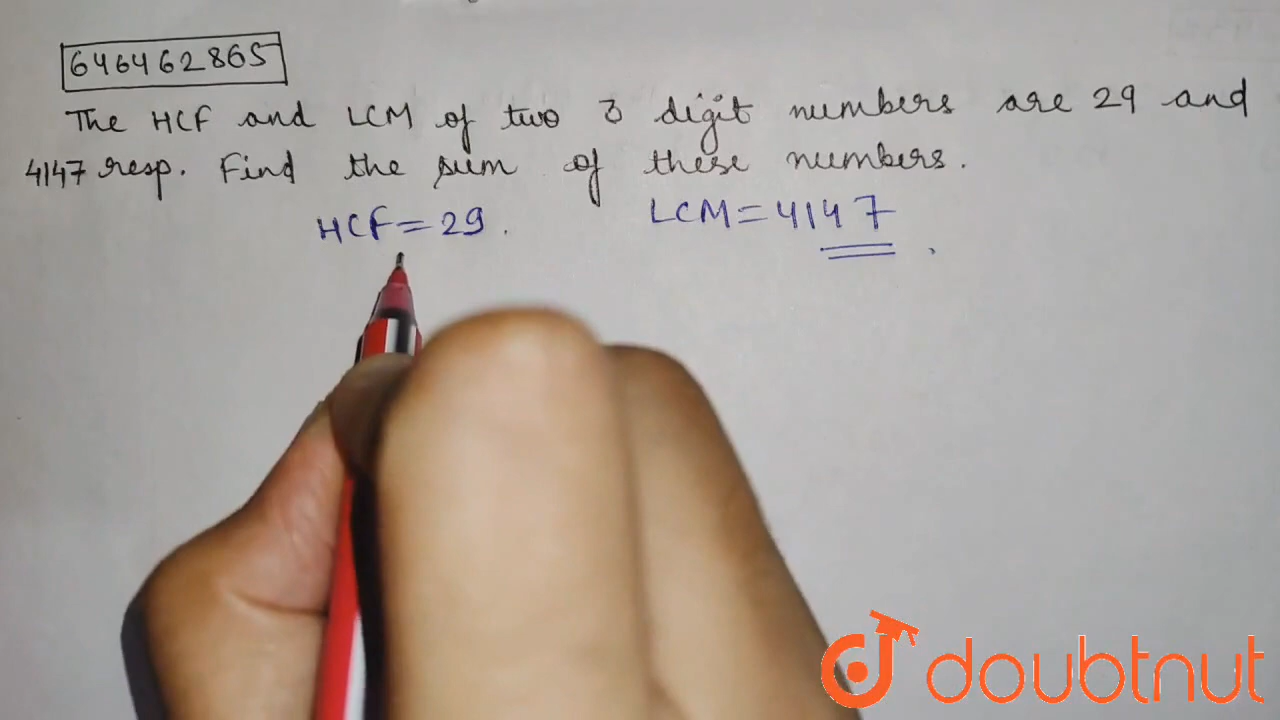 646462865
The HCF and LCM of two 3 digit numbers are 29 and
4147 resp. Find the sum of these numbers.
HCF = 29. LCM = 4147.
doubtnut